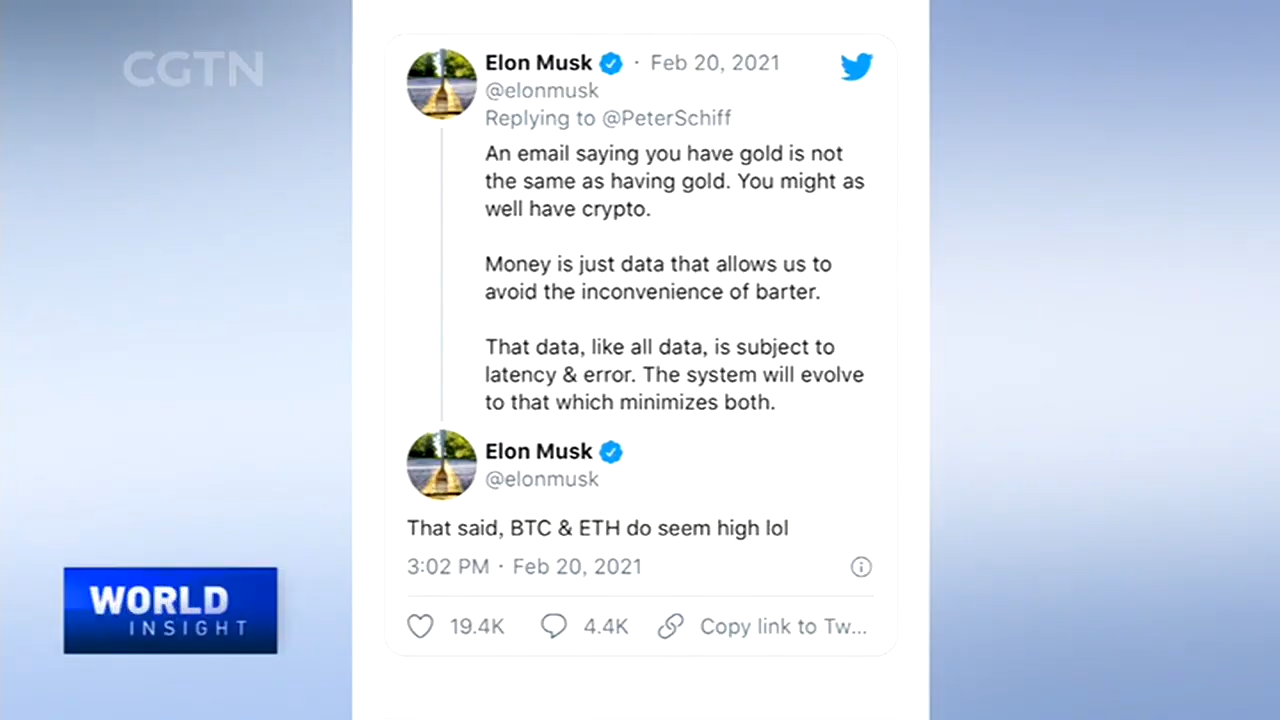 CGTN
Elon Musk · Feb 20, 2021
@elonmusk
Replying to @PeterSchiff
An email saying you have gold is not
the same as having gold. You might as
well have crypto.
Money is just data that allows us to
avoid the inconvenience of barter.
That data, like all data, is subject to
latency & error. The system will evolve
to that which minimizes both.
Elon Musk
@elonmusk
That said, BTC & ETH do seem high lol
3:02 PM · Feb 20, 2021
19.4K 4.4K Copy link to Tw...
WORLD
INSIGHT